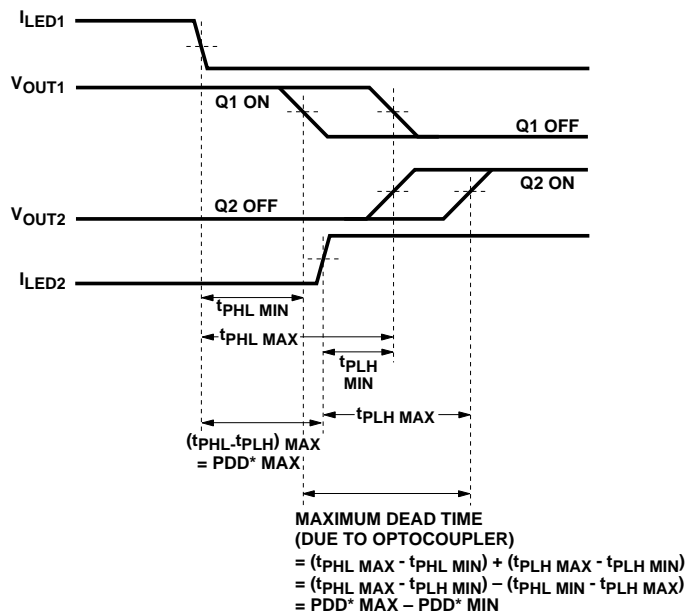 ILED1
VOUT1
Q1 ON
Q1 OFF
Q2 ON
Q2 OFF
VOUT2
ILED2
tPHL MIN
tPHL MAX
tPLH
MIN
tPLH MAX
(tPHL-tPLH) MAX
= PDD* MAX
MAXIMUM DEAD TIME
(DUE TO OPTOCOUPLER)
= (tPHL MAX - tPHL MIN) + (tPLH MAX - tPLH MIN)
= (tPHL MAX - tPLH MIN) – (tPHL MIN - tPLH MAX)
= PDD* MAX – PDD* MIN